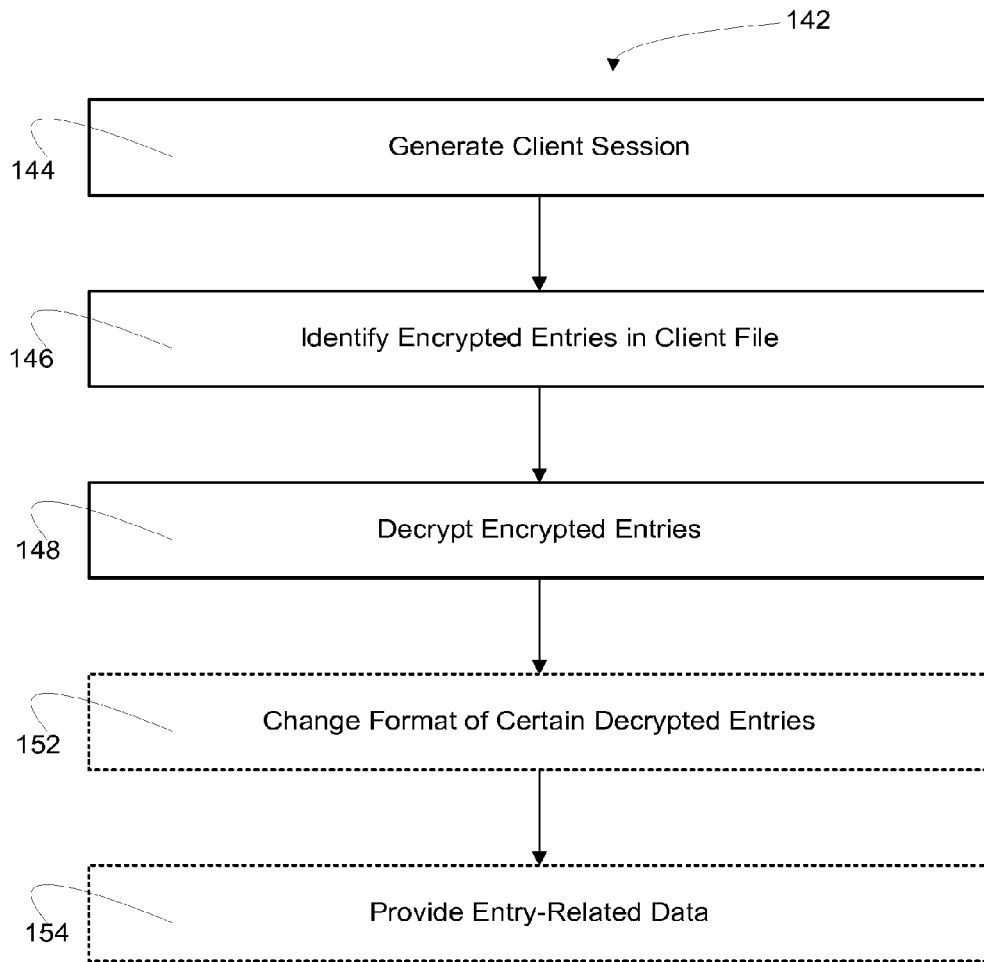 142
Generate Client Session
144
Identify Encrypted Entries in Client File
146
Decrypt Encrypted Entries
148
Change Format of Certain Decrypted Entries
152
Provide Entry-Related Data
154